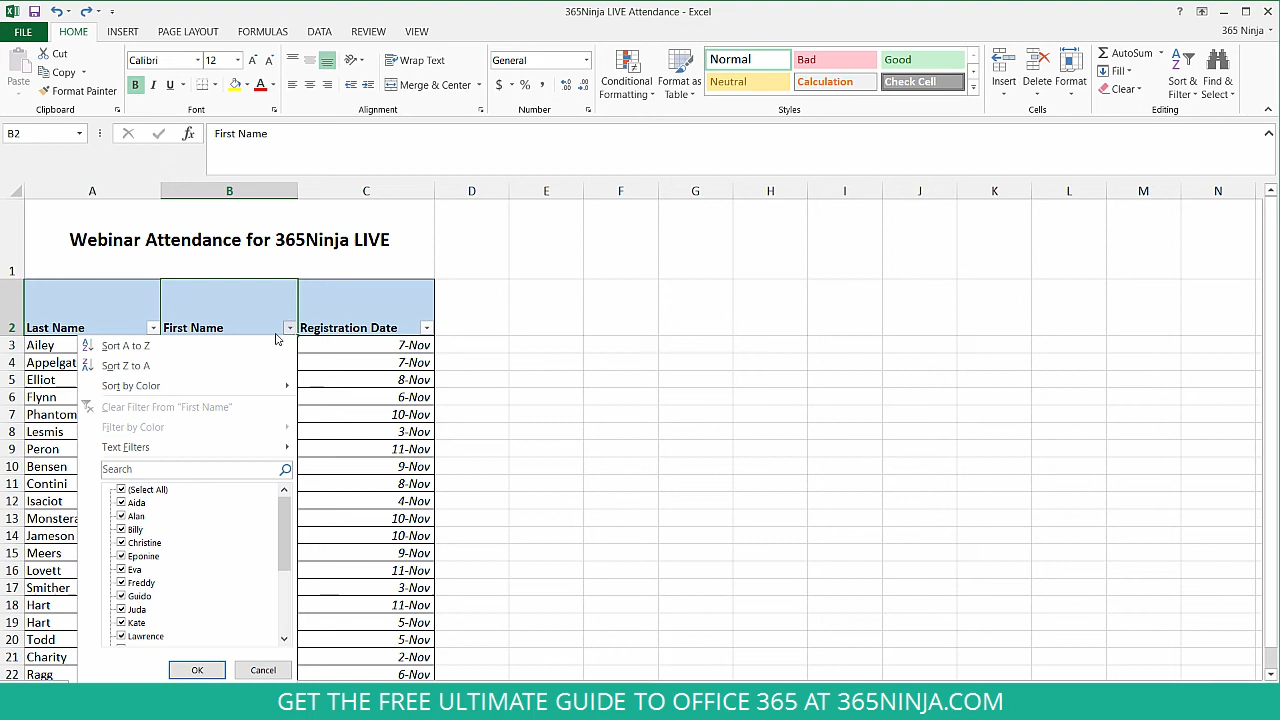 365Ninja LIVE Attendance - Excel
FILE HOME INSERT PAGE LAYOUT FORMULAS DATA REVIEW VIEW 365 Ninja
Paste Cut Copy Format Painter Clipboard
Calibri 12 B I U A Font
Wrap Text Merge & Center Alignment
General $ % , Number
Conditional Formatting Format as Table
Normal Bad Good
Neutral Calculation Check Cell
Styles
Insert Delete Format Cells
AutoSum Fill Clear Sort & Filter Find & Select Editing
B2 fx First Name
A B C D E F G H I J K L M N
1 Webinar Attendance for 365Ninja LIVE
2 Last Name First Name Registration Date
3 Ailey 7-Nov
4 Appelgat 7-Nov
5 Elliot 8-Nov
6 Flynn 6-Nov
7 Phantom 10-Nov
8 Lesmis 3-Nov
9 Peron 11-Nov
10 Bensen 9-Nov
11 Contini 8-Nov
12 Isaciot 4-Nov
13 Monstera 10-Nov
14 Jameson 10-Nov
15 Meers 9-Nov
16 Lovett 11-Nov
17 Smither 3-Nov
18 Hart 11-Nov
19 Hart 5-Nov
20 Todd 5-Nov
21 Charity 2-Nov
22 Ragg 6-Nov
Sort A to Z
Sort Z to A
Sort by Color
Clear Filter From "First Name"
Filter by Color
Text Filters
Search
(Select All)
Aida
Alan
Billy
Christine
Eponine
Eva
Freddy
Guido
Juda
Kate
Lawrence
OK Cancel
GET THE FREE ULTIMATE GUIDE TO OFFICE 365 AT 365NINJA.COM